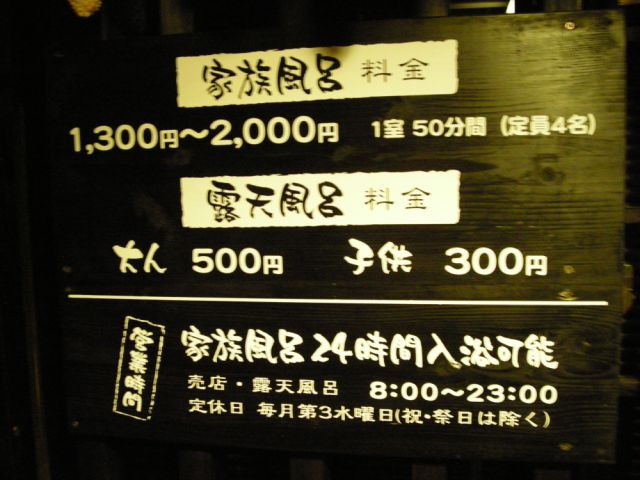 家族風呂 料金
1,300円～2,000円 1室 50分間 (定員4名)
露天風呂 料金
大人 500円 子供 300円
営業時間
家族風呂24時間入浴可能
売店・露天風呂 8:00～23:00
定休日 毎月第3水曜日(祝・祭日は除く)